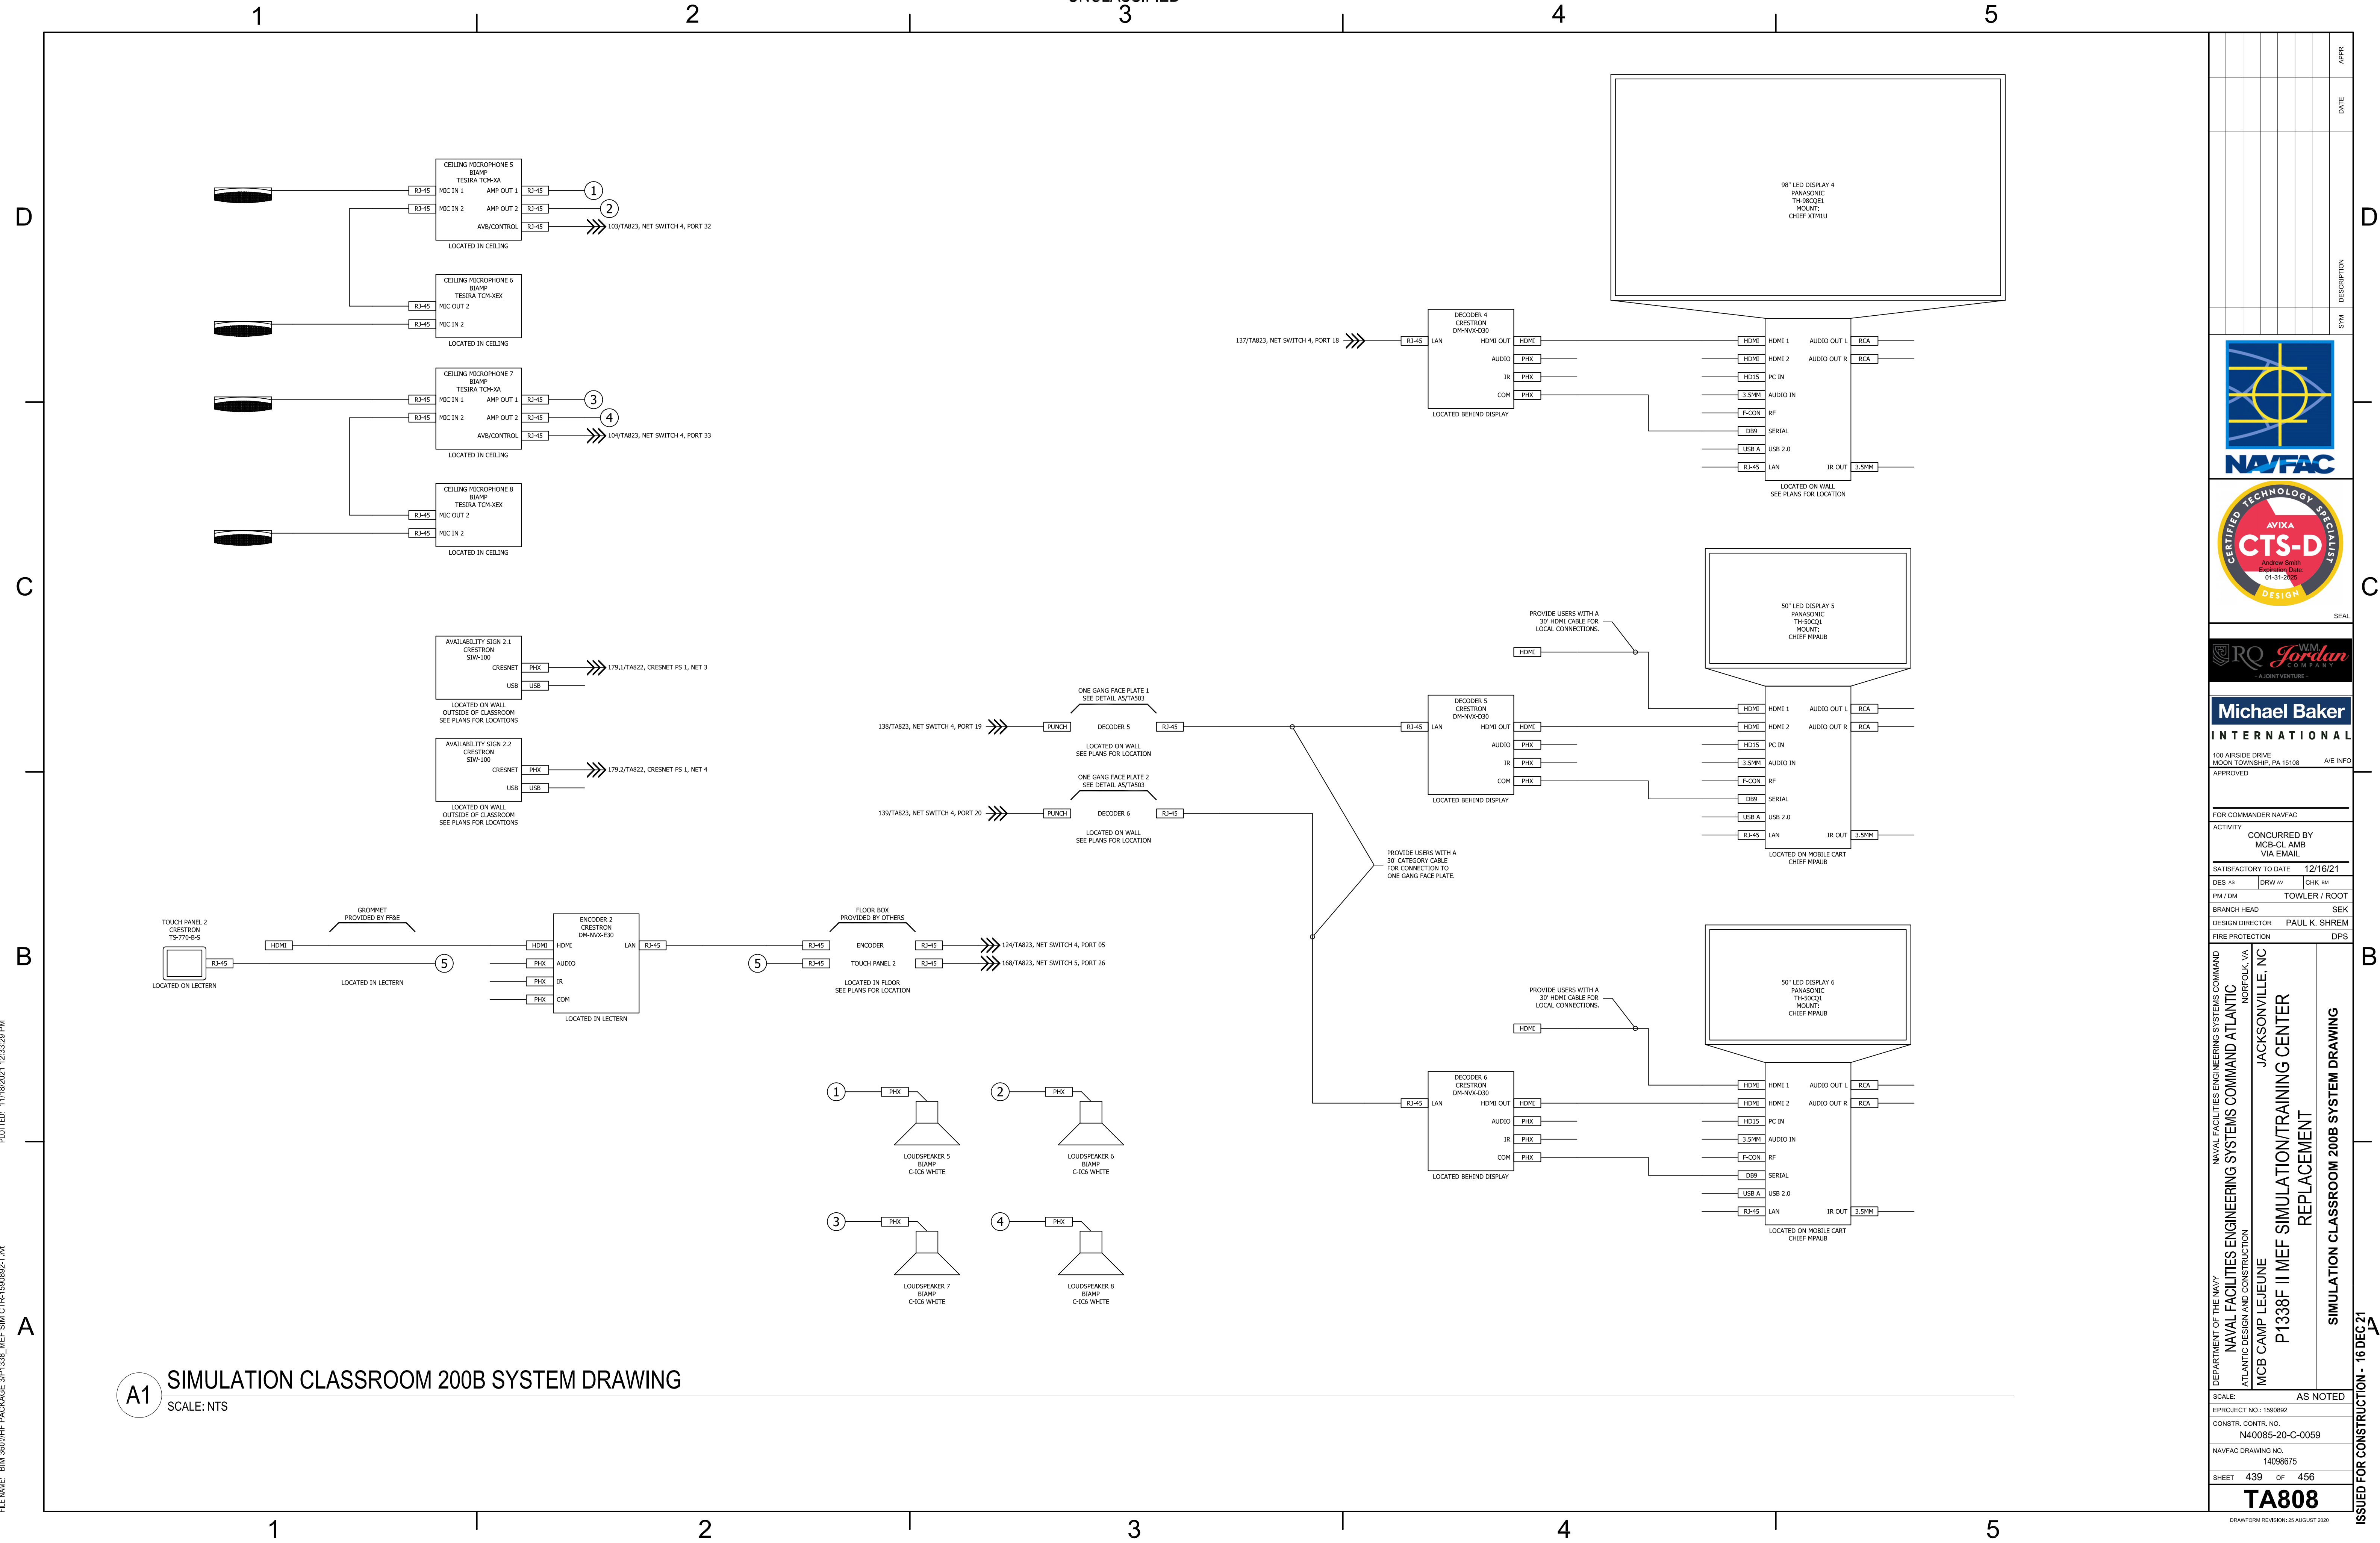 UNCLASSIFIED
1
2
3
4
5
D
C
B
A
CEILING MICROPHONE 5
BIAMP
TESIRA TCM-XA
RJ-45 MIC IN 1 AMP OUT 1 RJ-45 1
RJ-45 MIC IN 2 AMP OUT 2 RJ-45 2
AVB/CONTROL RJ-45 103/TA823, NET SWITCH 4, PORT 32
LOCATED IN CEILING
CEILING MICROPHONE 6
BIAMP
TESIRA TCM-XEX
RJ-45 MIC OUT 2
RJ-45 MIC IN 2
LOCATED IN CEILING
CEILING MICROPHONE 7
BIAMP
TESIRA TCM-XA
RJ-45 MIC IN 1 AMP OUT 1 RJ-45 3
RJ-45 MIC IN 2 AMP OUT 2 RJ-45 4
AVB/CONTROL RJ-45 104/TA823, NET SWITCH 4, PORT 33
LOCATED IN CEILING
CEILING MICROPHONE 8
BIAMP
TESIRA TCM-XEX
RJ-45 MIC OUT 2
RJ-45 MIC IN 2
LOCATED IN CEILING
AVAILABILITY SIGN 2.1
CRESTRON
SIW-100
CRESNET PHX 179.1/TA822, CRESNET PS 1, NET 3
USB USB
LOCATED ON WALL
OUTSIDE OF CLASSROOM
SEE PLANS FOR LOCATIONS
AVAILABILITY SIGN 2.2
CRESTRON
SIW-100
CRESNET PHX 179.2/TA822, CRESNET PS 1, NET 4
USB USB
LOCATED ON WALL
OUTSIDE OF CLASSROOM
SEE PLANS FOR LOCATIONS
TOUCH PANEL 2
CRESTRON
TS-770-B-S
RJ-45
LOCATED ON LECTERN
GROMMET
PROVIDED BY FF&E
HDMI
5
LOCATED IN LECTERN
ENCODER 2
CRESTRON
DM-NVX-E30
HDMI HDMI LAN RJ-45
PHX AUDIO
PHX IR
PHX COM
LOCATED IN LECTERN
FLOOR BOX
PROVIDED BY OTHERS
RJ-45 ENCODER RJ-45 124/TA823, NET SWITCH 4, PORT 05
5 RJ-45 TOUCH PANEL 2 RJ-45 168/TA823, NET SWITCH 5, PORT 26
LOCATED IN FLOOR
SEE PLANS FOR LOCATION
1 PHX
LOUDSPEAKER 5
BIAMP
C-IC6 WHITE
2 PHX
LOUDSPEAKER 6
BIAMP
C-IC6 WHITE
3 PHX
LOUDSPEAKER 7
BIAMP
C-IC6 WHITE
4 PHX
LOUDSPEAKER 8
BIAMP
C-IC6 WHITE
ONE GANG FACE PLATE 1
SEE DETAIL A5/TA503
138/TA823, NET SWITCH 4, PORT 19 PUNCH DECODER 5 RJ-45
LOCATED ON WALL
SEE PLANS FOR LOCATION
ONE GANG FACE PLATE 2
SEE DETAIL A5/TA503
139/TA823, NET SWITCH 4, PORT 20 PUNCH DECODER 6 RJ-45
LOCATED ON WALL
SEE PLANS FOR LOCATION
PROVIDE USERS WITH A
30' CATEGORY CABLE
FOR CONNECTION TO
ONE GANG FACE PLATE.
98" LED DISPLAY 4
PANASONIC
TH-98CQE1
MOUNT:
CHIEF XTM1U
137/TA823, NET SWITCH 4, PORT 18
DECODER 4
CRESTRON
DM-NVX-D30
RJ-45 LAN HDMI OUT HDMI
AUDIO PHX
IR PHX
COM PHX
LOCATED BEHIND DISPLAY
HDMI HDMI 1 AUDIO OUT L RCA
HDMI HDMI 2 AUDIO OUT R RCA
HD15 PC IN
3.5MM AUDIO IN
F-CON RF
DB9 SERIAL
USB A USB 2.0
RJ-45 LAN IR OUT 3.5MM
LOCATED ON WALL
SEE PLANS FOR LOCATION
PROVIDE USERS WITH A
30' HDMI CABLE FOR
LOCAL CONNECTIONS.
HDMI
50" LED DISPLAY 5
PANASONIC
TH-50CQ1
MOUNT:
CHIEF MPAUB
DECODER 5
CRESTRON
DM-NVX-D30
RJ-45 LAN HDMI OUT HDMI
AUDIO PHX
IR PHX
COM PHX
LOCATED BEHIND DISPLAY
HDMI HDMI 1 AUDIO OUT L RCA
HDMI HDMI 2 AUDIO OUT R RCA
HD15 PC IN
3.5MM AUDIO IN
F-CON RF
DB9 SERIAL
USB A USB 2.0
RJ-45 LAN IR OUT 3.5MM
LOCATED ON MOBILE CART
CHIEF MPAUB
PROVIDE USERS WITH A
30' HDMI CABLE FOR
LOCAL CONNECTIONS.
HDMI
50" LED DISPLAY 6
PANASONIC
TH-50CQ1
MOUNT:
CHIEF MPAUB
DECODER 6
CRESTRON
DM-NVX-D30
RJ-45 LAN HDMI OUT HDMI
AUDIO PHX
IR PHX
COM PHX
LOCATED BEHIND DISPLAY
HDMI HDMI 1 AUDIO OUT L RCA
HDMI HDMI 2 AUDIO OUT R RCA
HD15 PC IN
3.5MM AUDIO IN
F-CON RF
DB9 SERIAL
USB A USB 2.0
RJ-45 LAN IR OUT 3.5MM
LOCATED ON MOBILE CART
CHIEF MPAUB
A1 SIMULATION CLASSROOM 200B SYSTEM DRAWING
SCALE: NTS
PLOTTED: 11/18/2021 12:33:29 PM
1
2
3
4
5
D
C
B
A
SYM DESCRIPTION DATE APPR
NAVFAC
CERTIFIED TECHNOLOGY SPECIALIST
AVIXA
CTS-D
Andrew Smith
Expiration Date:
01-31-2025
DESIGN
SEAL
RQ W.M. Jordan
COMPANY
~ A JOINT VENTURE ~
Michael Baker
INTERNATIONAL
100 AIRSIDE DRIVE
MOON TOWNSHIP, PA 15108 A/E INFO
APPROVED
FOR COMMANDER NAVFAC
ACTIVITY
CONCURRED BY
MCB-CL AMB
VIA EMAIL
SATISFACTORY TO DATE 12/16/21
DES AS DRW AV CHK BM
PM / DM TOWLER / ROOT
BRANCH HEAD SEK
DESIGN DIRECTOR PAUL K. SHREM
FIRE PROTECTION DPS
DEPARTMENT OF THE NAVY NAVAL FACILITIES ENGINEERING SYSTEMS COMMAND
NAVAL FACILITIES ENGINEERING SYSTEMS COMMAND ATLANTIC
ATLANTIC DESIGN AND CONSTRUCTION NORFOLK, VA
MCB CAMP LEJEUNE JACKSONVILLE, NC
P1338F II MEF SIMULATION/TRAINING CENTER
REPLACEMENT
SIMULATION CLASSROOM 200B SYSTEM DRAWING
SCALE: AS NOTED
EPROJECT NO.: 1590892
CONSTR. CONTR. NO.
N40085-20-C-0059
NAVFAC DRAWING NO.
14098675
SHEET 439 OF 456
TA808
DRAWFORM REVISION: 25 AUGUST 2020
ISSUED FOR CONSTRUCTION - 16 DEC 21